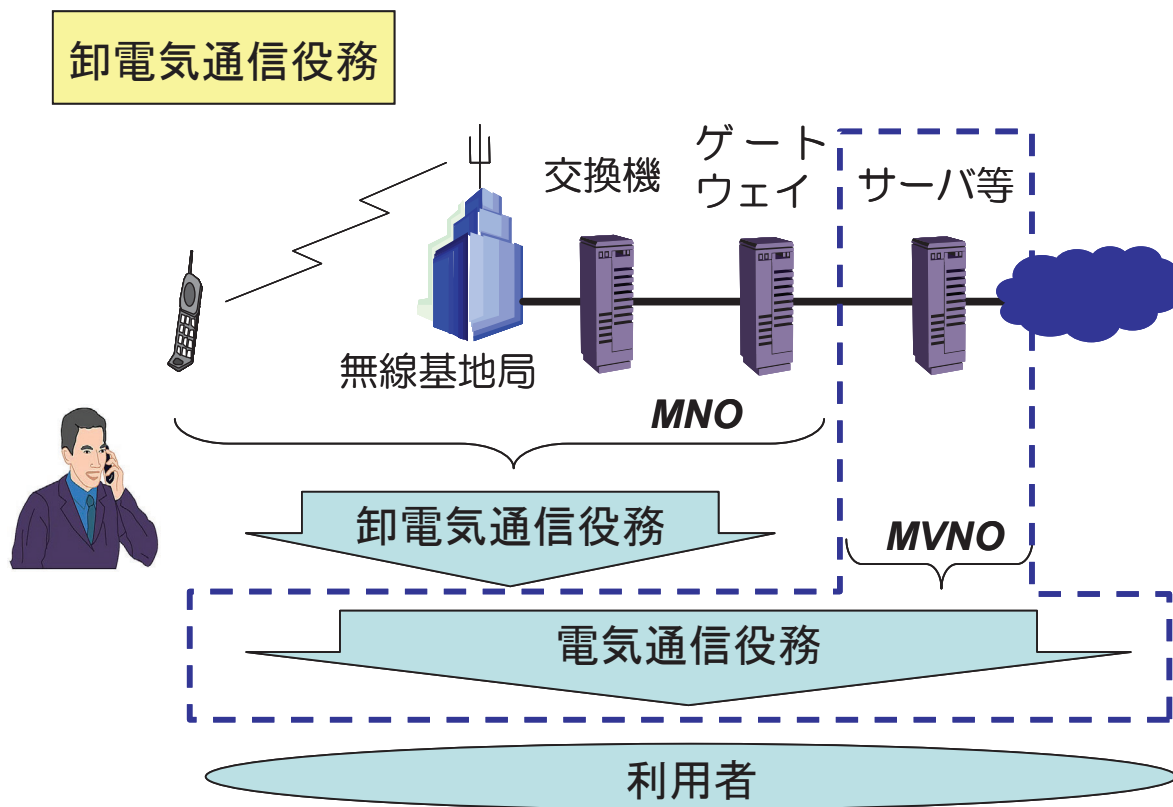 卸電気通信役務
交換機
ゲート
ウェイ
サーバ等
無線基地局
MNO
卸電気通信役務
MVNO
電気通信役務
利用者